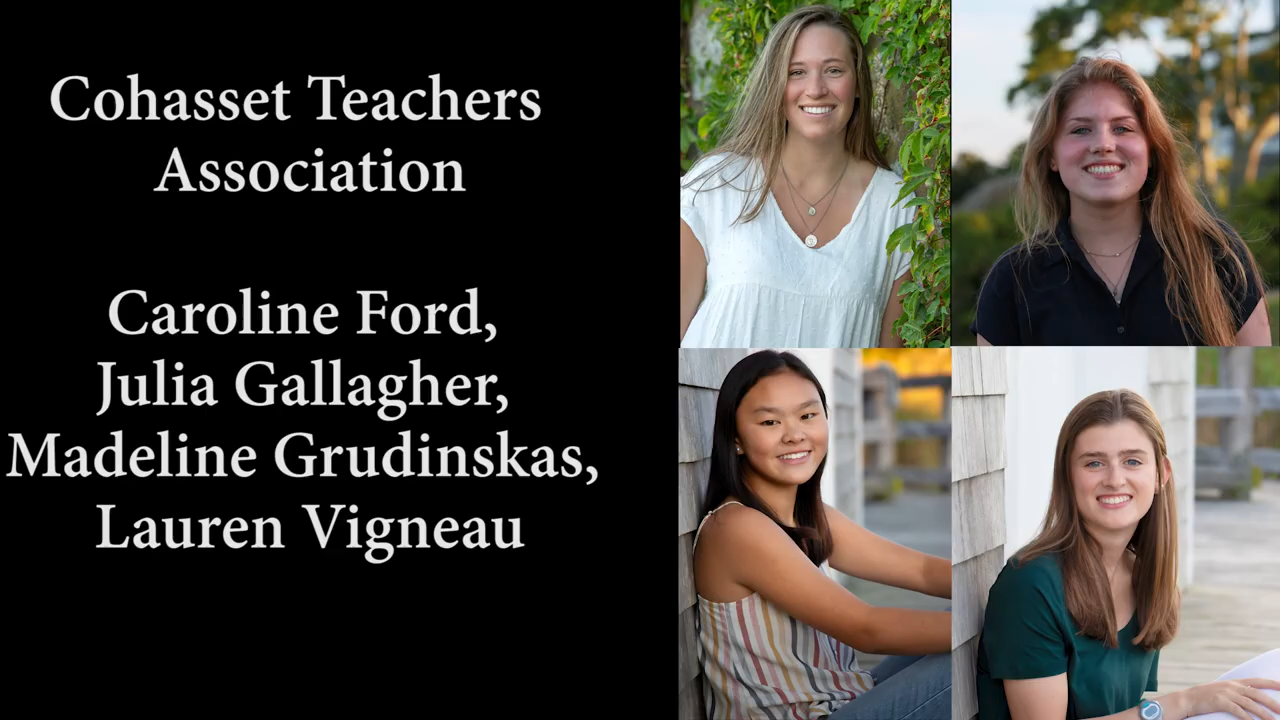 Cohasset Teachers
Association
Caroline Ford,
Julia Gallagher,
Madeline Grudinskas,
Lauren Vigneau